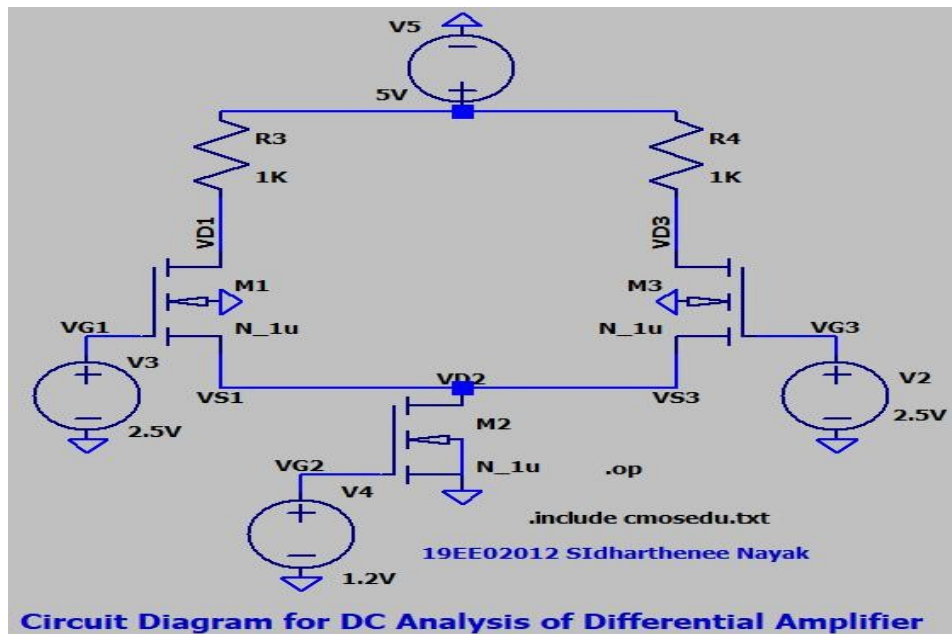 V5
5V
R3
1K
R4
1K
VD1
VD3
M1
M3
N_1u
N_1u
VG1
VG3
V3
2.5V
V2
2.5V
VS1
VD2
VS3
M2
N_1u
VG2
V4
1.2V
.op
.include cmosedu.txt
19EE02012 SIdharthenee Nayak
Circuit Diagram for DC Analysis of Differential Amplifier